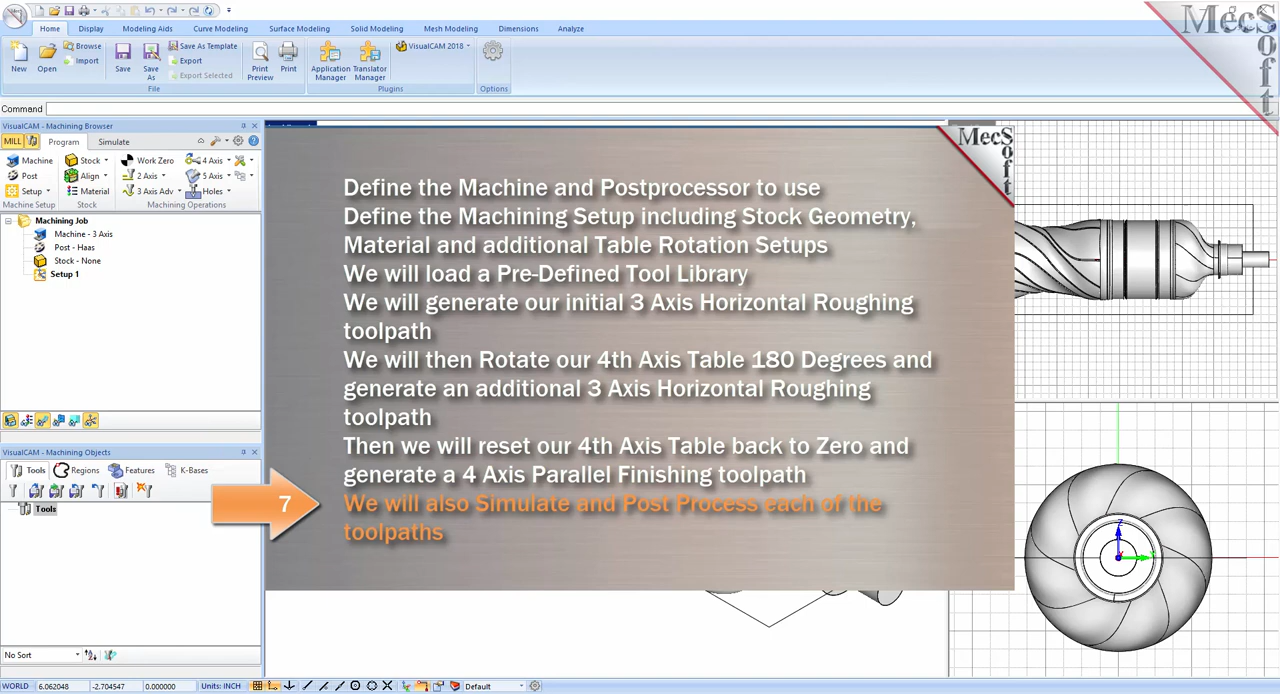 Home Display Modeling Aids Curve Modeling Surface Modeling Solid Modeling Mesh Modeling Dimensions Analyze
New Open Browse Import Save Save As Save As Template Export Export Selected Print Preview Print Application Manager Translator Manager VisualCAM 2018
File Plugins Options
Command
VisualCAM - Machining Browser
MILL Program Simulate
Machine Stock Work Zero 4 Axis
Post Align 2 Axis 5 Axis
Setup Material 3 Axis Adv Holes
Machine Setup Stock Machining Operations
Machining Job
Machine - 3 Axis
Post - Haas
Stock - None
Setup 1
VisualCAM - Machining Objects
Tools Regions Features K-Bases
Tools
No Sort
WORLD 6.062048 -2.704547 0.000000 Units: INCH Default
MecSoft
MecSoft
Define the Machine and Postprocessor to use
Define the Machining Setup including Stock Geometry,
Material and additional Table Rotation Setups
We will load a Pre-Defined Tool Library
We will generate our initial 3 Axis Horizontal Roughing
toolpath
We will then Rotate our 4th Axis Table 180 Degrees and
generate an additional 3 Axis Horizontal Roughing
toolpath
Then we will reset our 4th Axis Table back to Zero and
generate a 4 Axis Parallel Finishing toolpath
7
We will also Simulate and Post Process each of the
toolpaths
Z